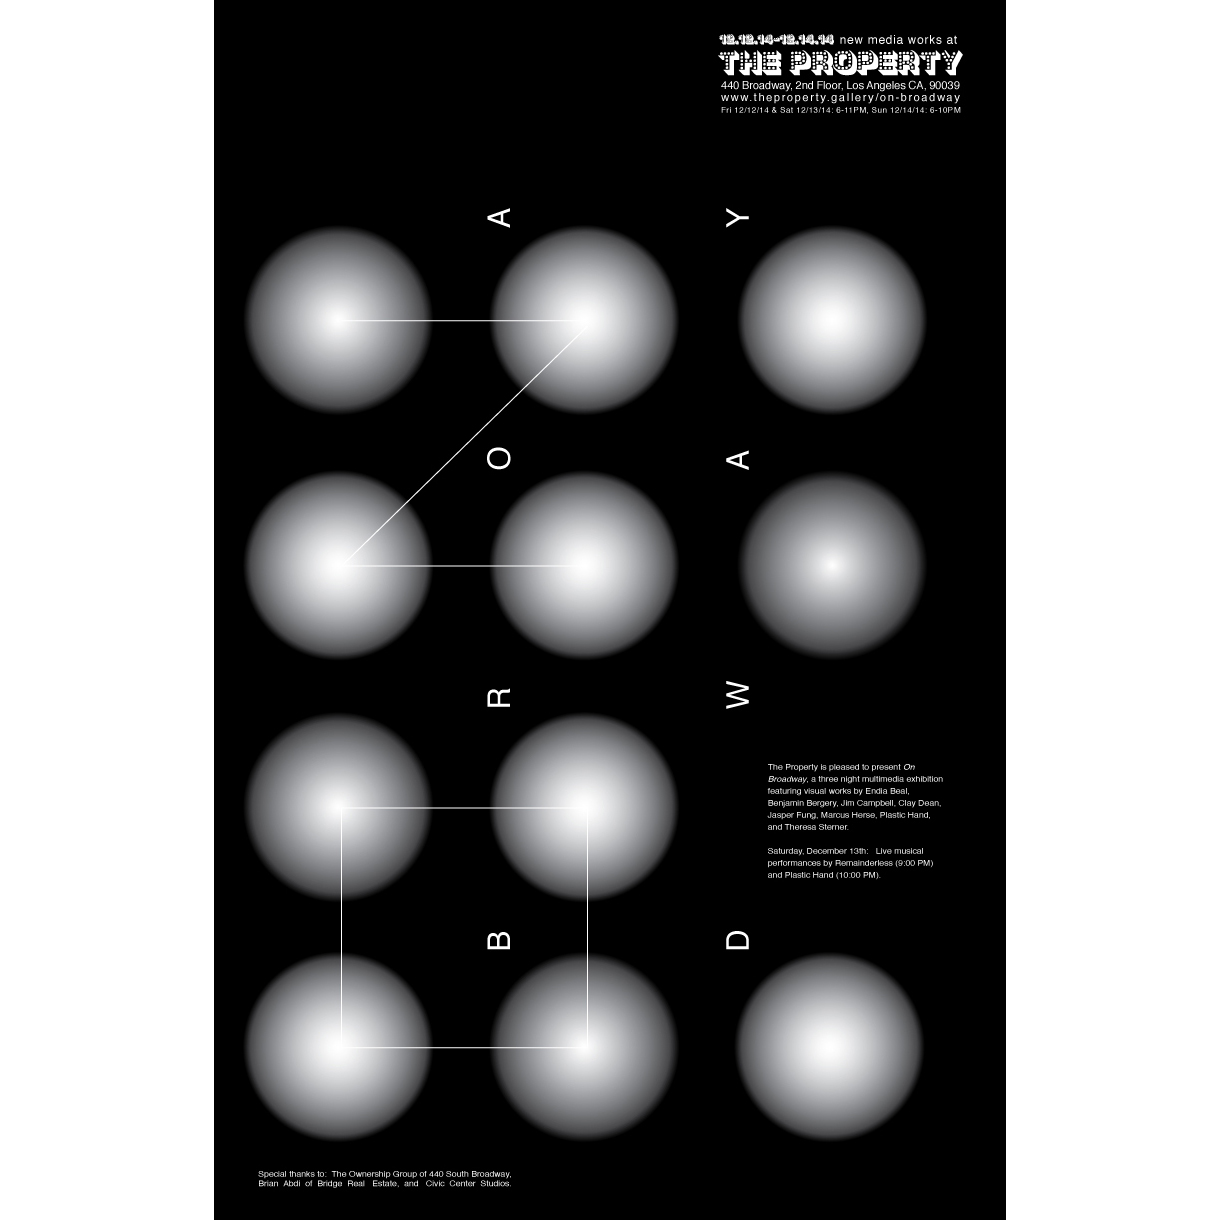 12.12.14-12.14.14 new media works at
THE PROPERTY
440 Broadway, 2nd Floor, Los Angeles CA, 90039
www.theproperty.gallery/on-broadway
Fri 12/12/14 & Sat 12/13/14: 6-11PM, Sun 12/14/14: 6-10PM
BROA
DWAY
The Property is pleased to present On
Broadway, a three night multimedia exhibition
featuring visual works by Endia Beal,
Benjamin Bergery, Jim Campbell, Clay Dean,
Jasper Fung, Marcus Herse, Plastic Hand,
and Theresa Sterner.
Saturday, December 13th: Live musical
performances by Remainderless (9:00 PM)
and Plastic Hand (10:00 PM).
Special thanks to: The Ownership Group of 440 South Broadway,
Brian Abdi of Bridge Real Estate, and Civic Center Studios.